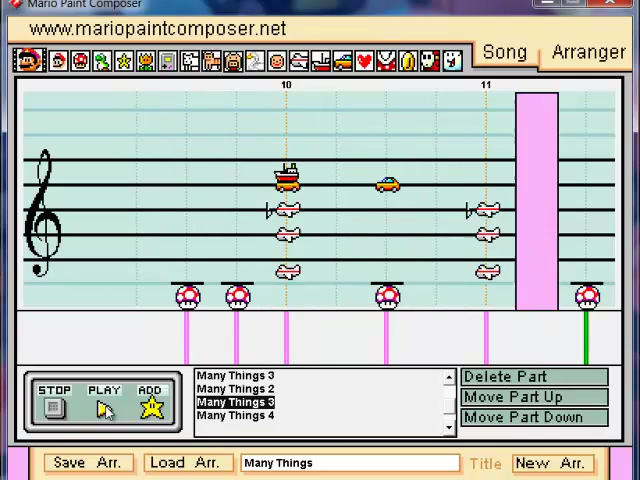 Mario Paint Composer
www.mariopaintcomposer.net
Song
Arranger
10
11
STOP
PLAY
ADD
Many Things 3
Many Things 2
Many Things 3
Many Things 4
Delete Part
Move Part Up
Move Part Down
Save Arr.
Load Arr.
Many Things
Title
New Arr.